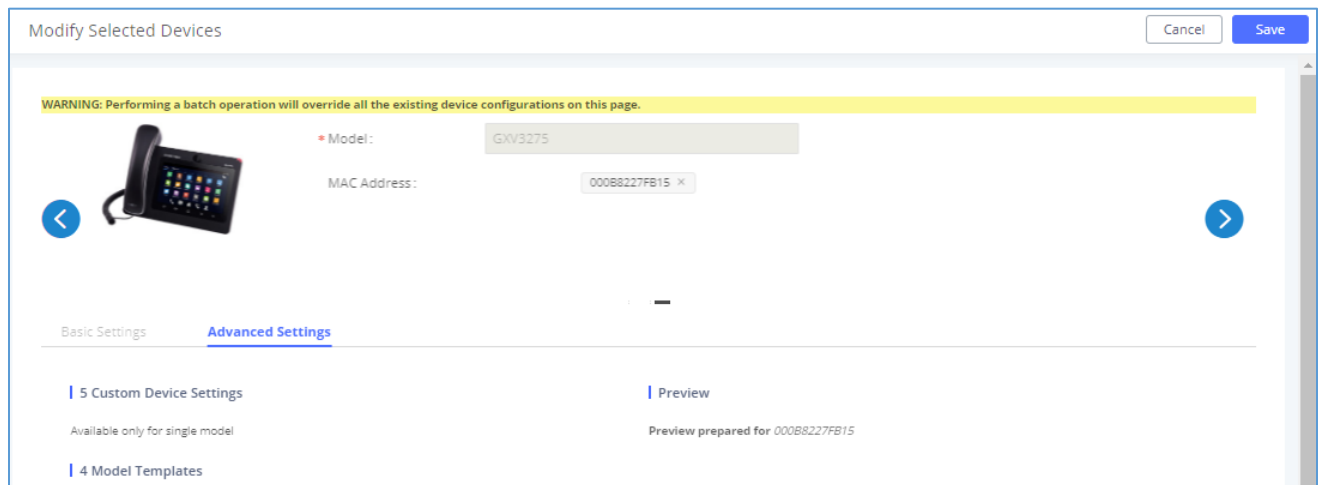 Modify Selected Devices
Cancel
Save
WARNING: Performing a batch operation will override all the existing device configurations on this page.
* Model :
GXV3275
MAC Address :
000B8227FB15 ×
Basic Settings
Advanced Settings
5 Custom Device Settings
Preview
Available only for single model
Preview prepared for 000B8227FB15
4 Model Templates